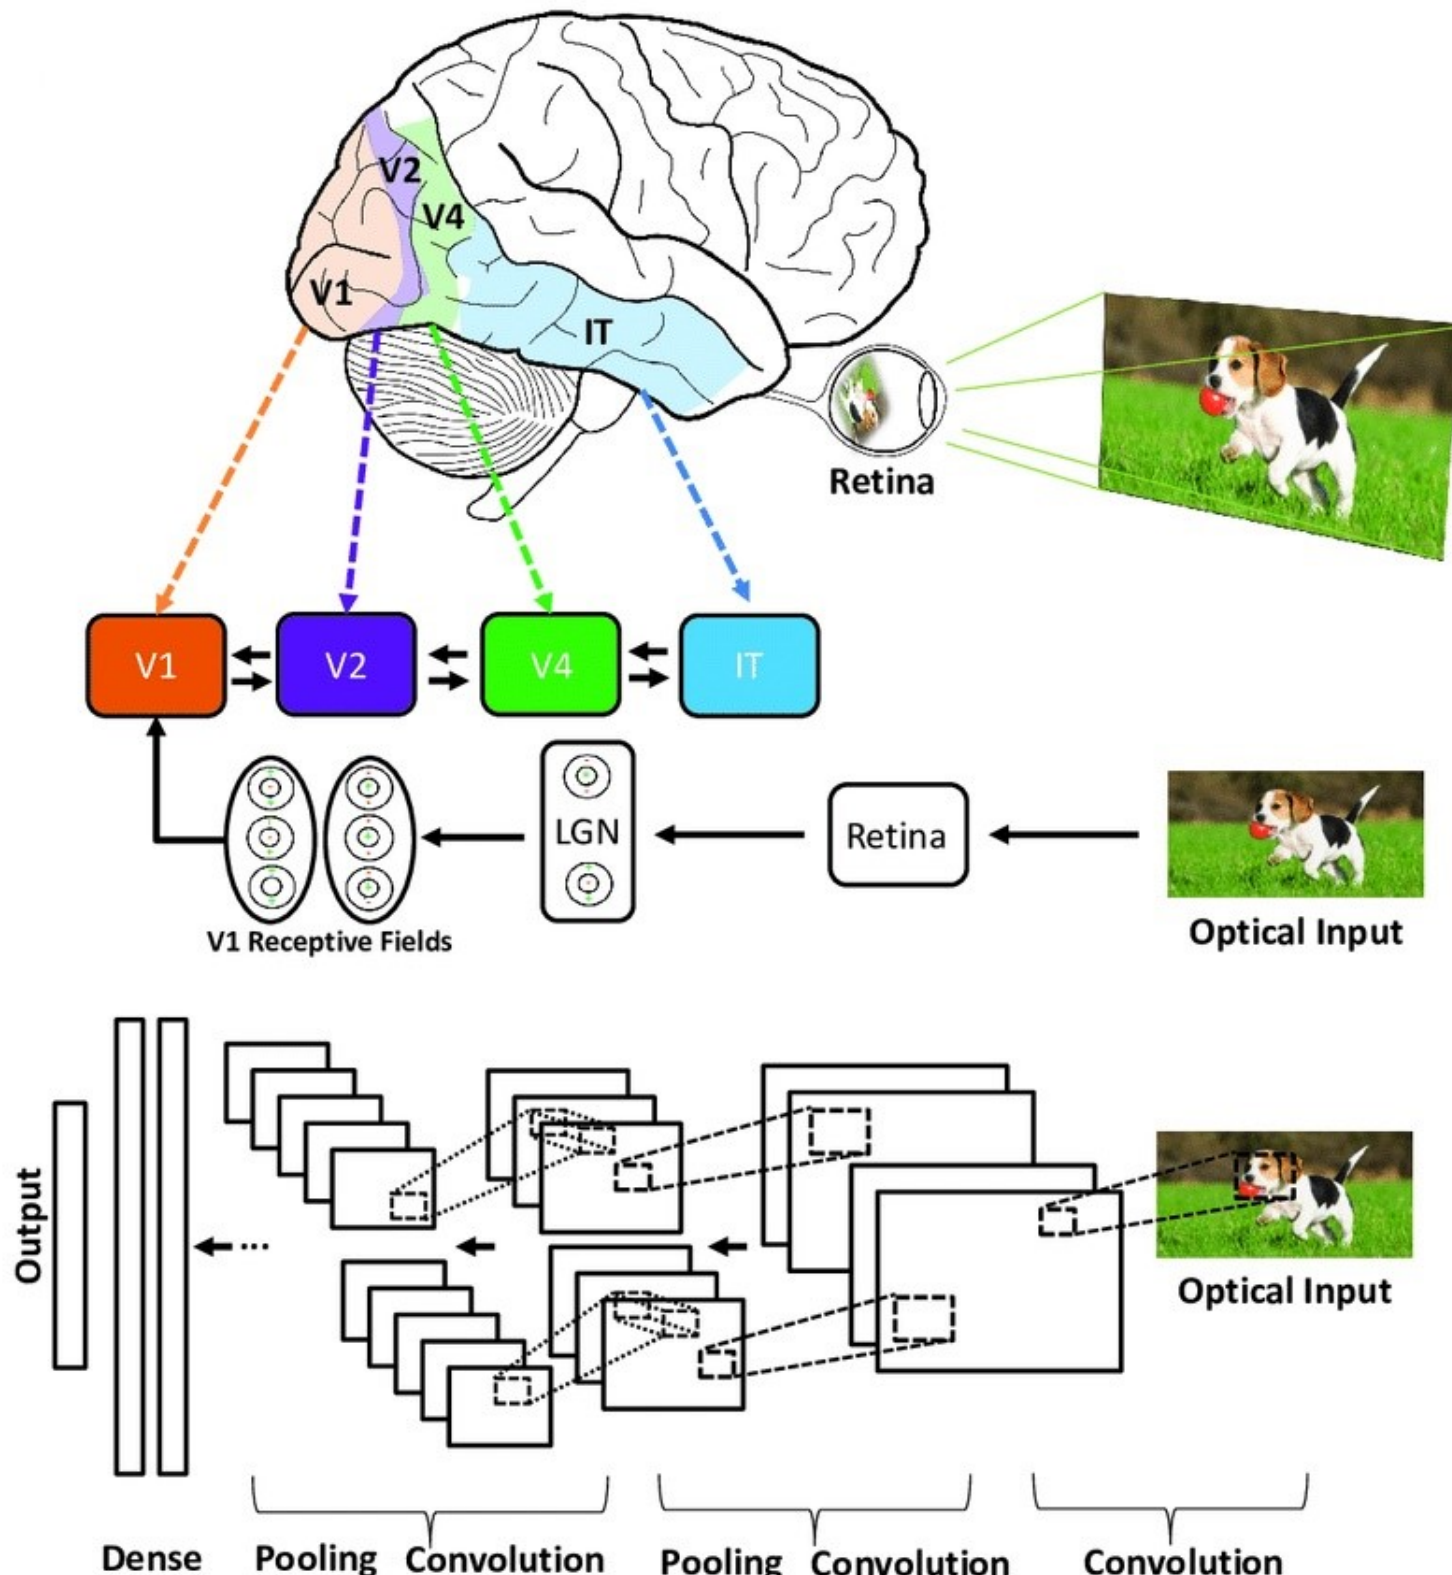 V2
V4
V1
IT
Retina
V1
V2
V4
IT
LGN
Retina
V1 Receptive Fields
Optical Input
Output
Optical Input
Dense
Pooling
Convolution
Pooling
Convolution
Convolution